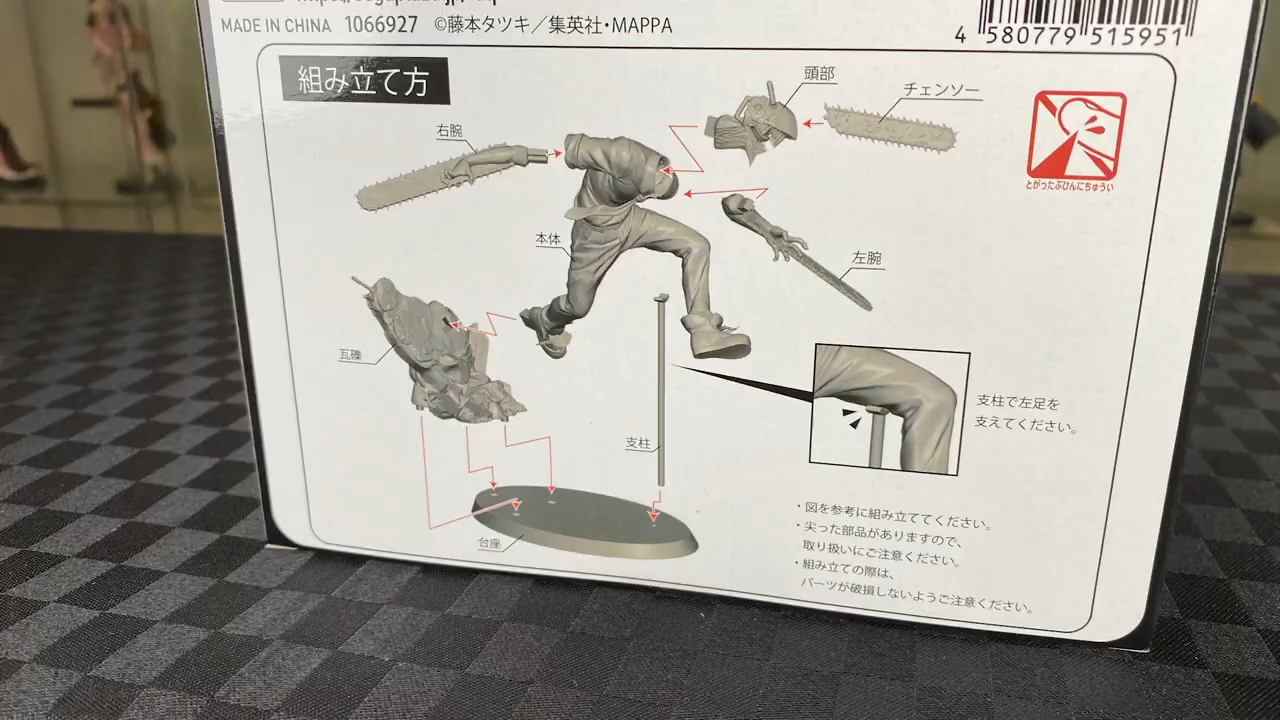 MADE IN CHINA 1066927 ©藤本タツキ／集英社・MAPPA
4 580779 515951
組み立て方
頭部
チェンソー
右腕
とがったぶひんにちゅうい
本体
左腕
瓦礫
支柱で左足を
支えてください。
支柱
台座
・図を参考に組み立ててください。
・尖った部品がありますので、
取り扱いにご注意ください。
・組み立ての際は、
パーツが破損しないようご注意ください。